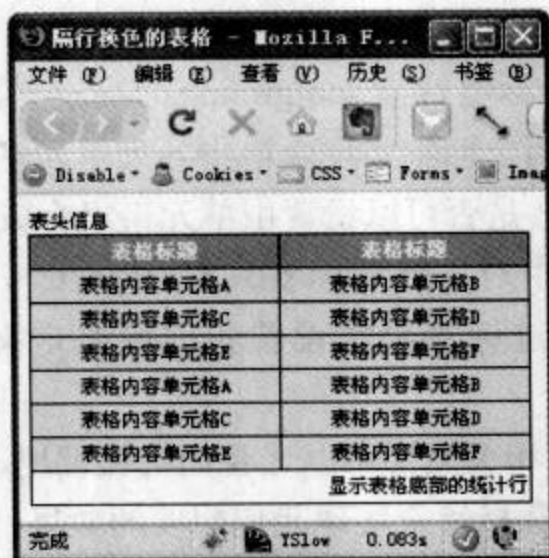 隔行换色的表格 - Mozilla F...
文件 (F) 编辑 (E) 查看 (V) 历史 (S) 书签 (B)
Disable Cookies CSS Forms Imag
表头信息
表格标题 表格标题
表格内容单元格A 表格内容单元格B
表格内容单元格C 表格内容单元格D
表格内容单元格E 表格内容单元格F
表格内容单元格A 表格内容单元格B
表格内容单元格C 表格内容单元格D
表格内容单元格E 表格内容单元格F
显示表格底部的统计行
完成 YSlow 0.083s